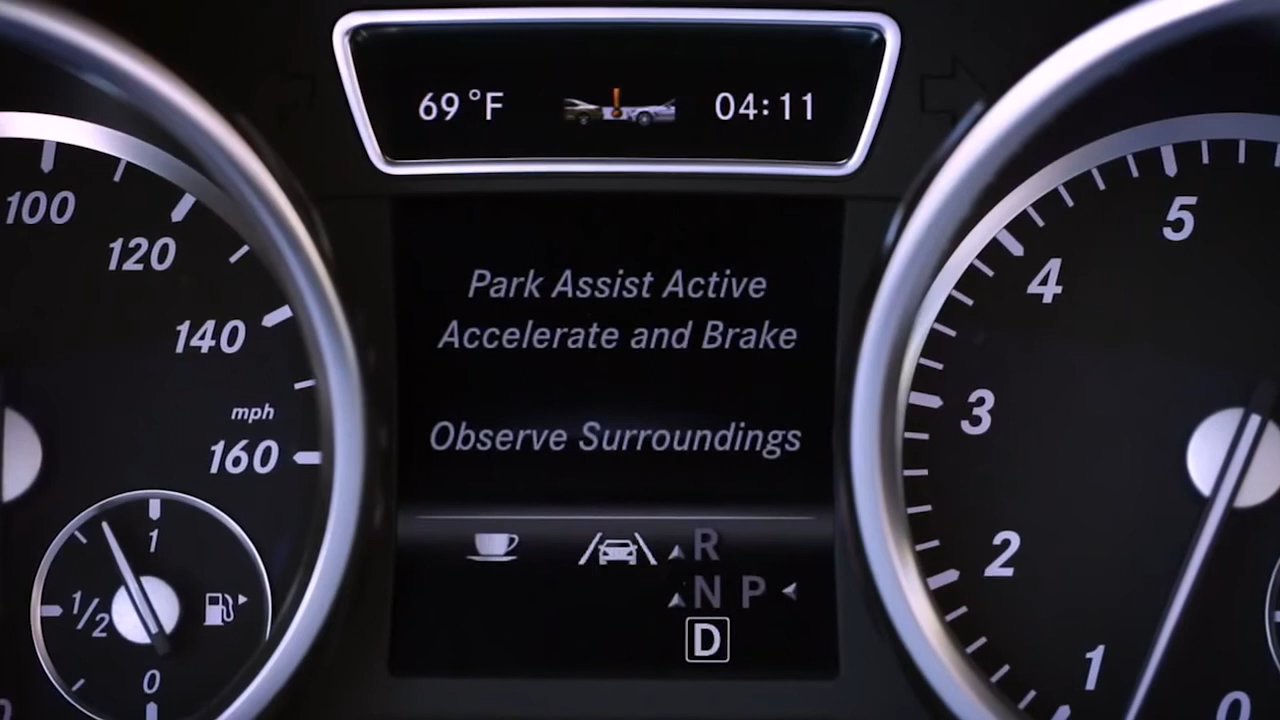 69°F 04:11
100
120
140
mph
160
1
1/2
0
Park Assist Active
Accelerate and Brake
Observe Surroundings
R
N P
D
5
4
3
2
1
0